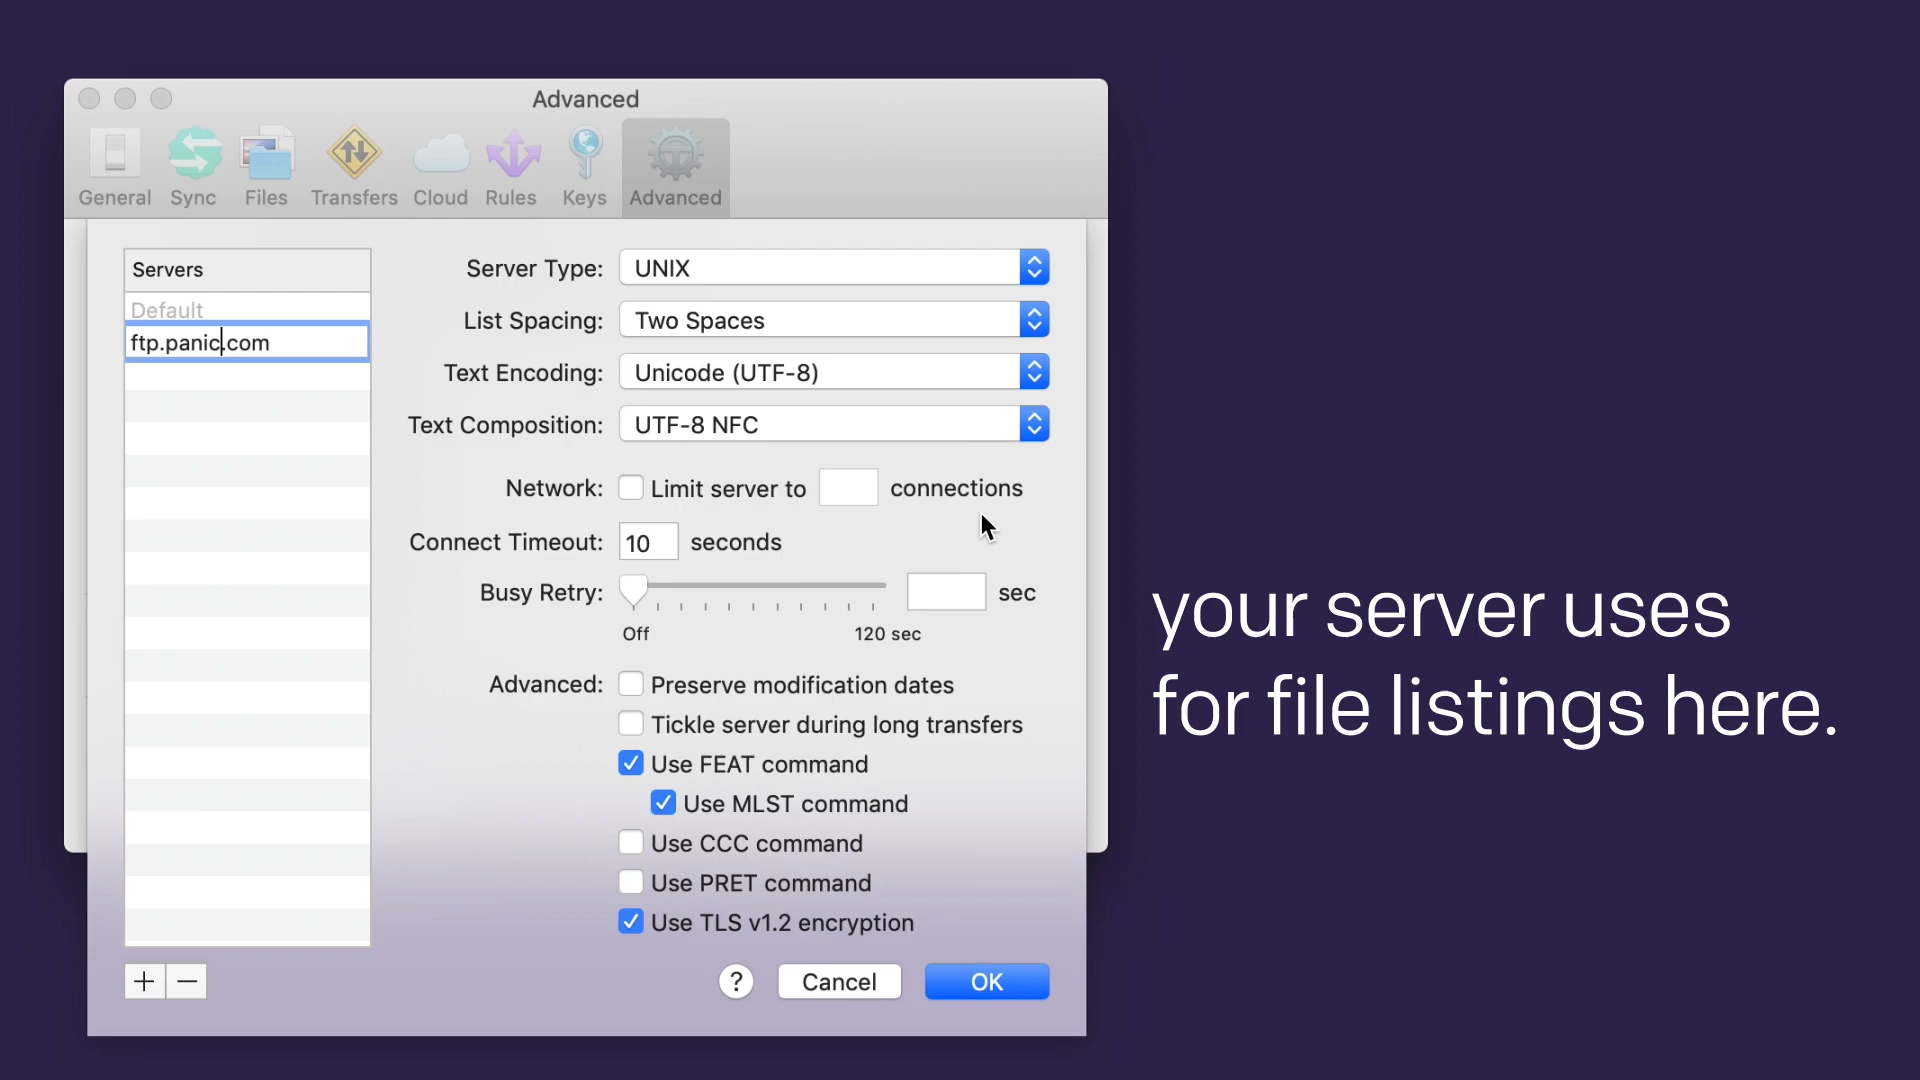 Advanced
General Sync Files Transfers Cloud Rules Keys Advanced
Servers
Default
ftp.panic.com
Server Type: UNIX
List Spacing: Two Spaces
Text Encoding: Unicode (UTF-8)
Text Composition: UTF-8 NFC
Network: Limit server to connections
Connect Timeout: 10 seconds
Busy Retry: sec
Off 120 sec
Advanced: Preserve modification dates
Tickle server during long transfers
Use FEAT command
Use MLST command
Use CCC command
Use PRET command
Use TLS v1.2 encryption
+ − ? Cancel OK
your server uses
for file listings here.